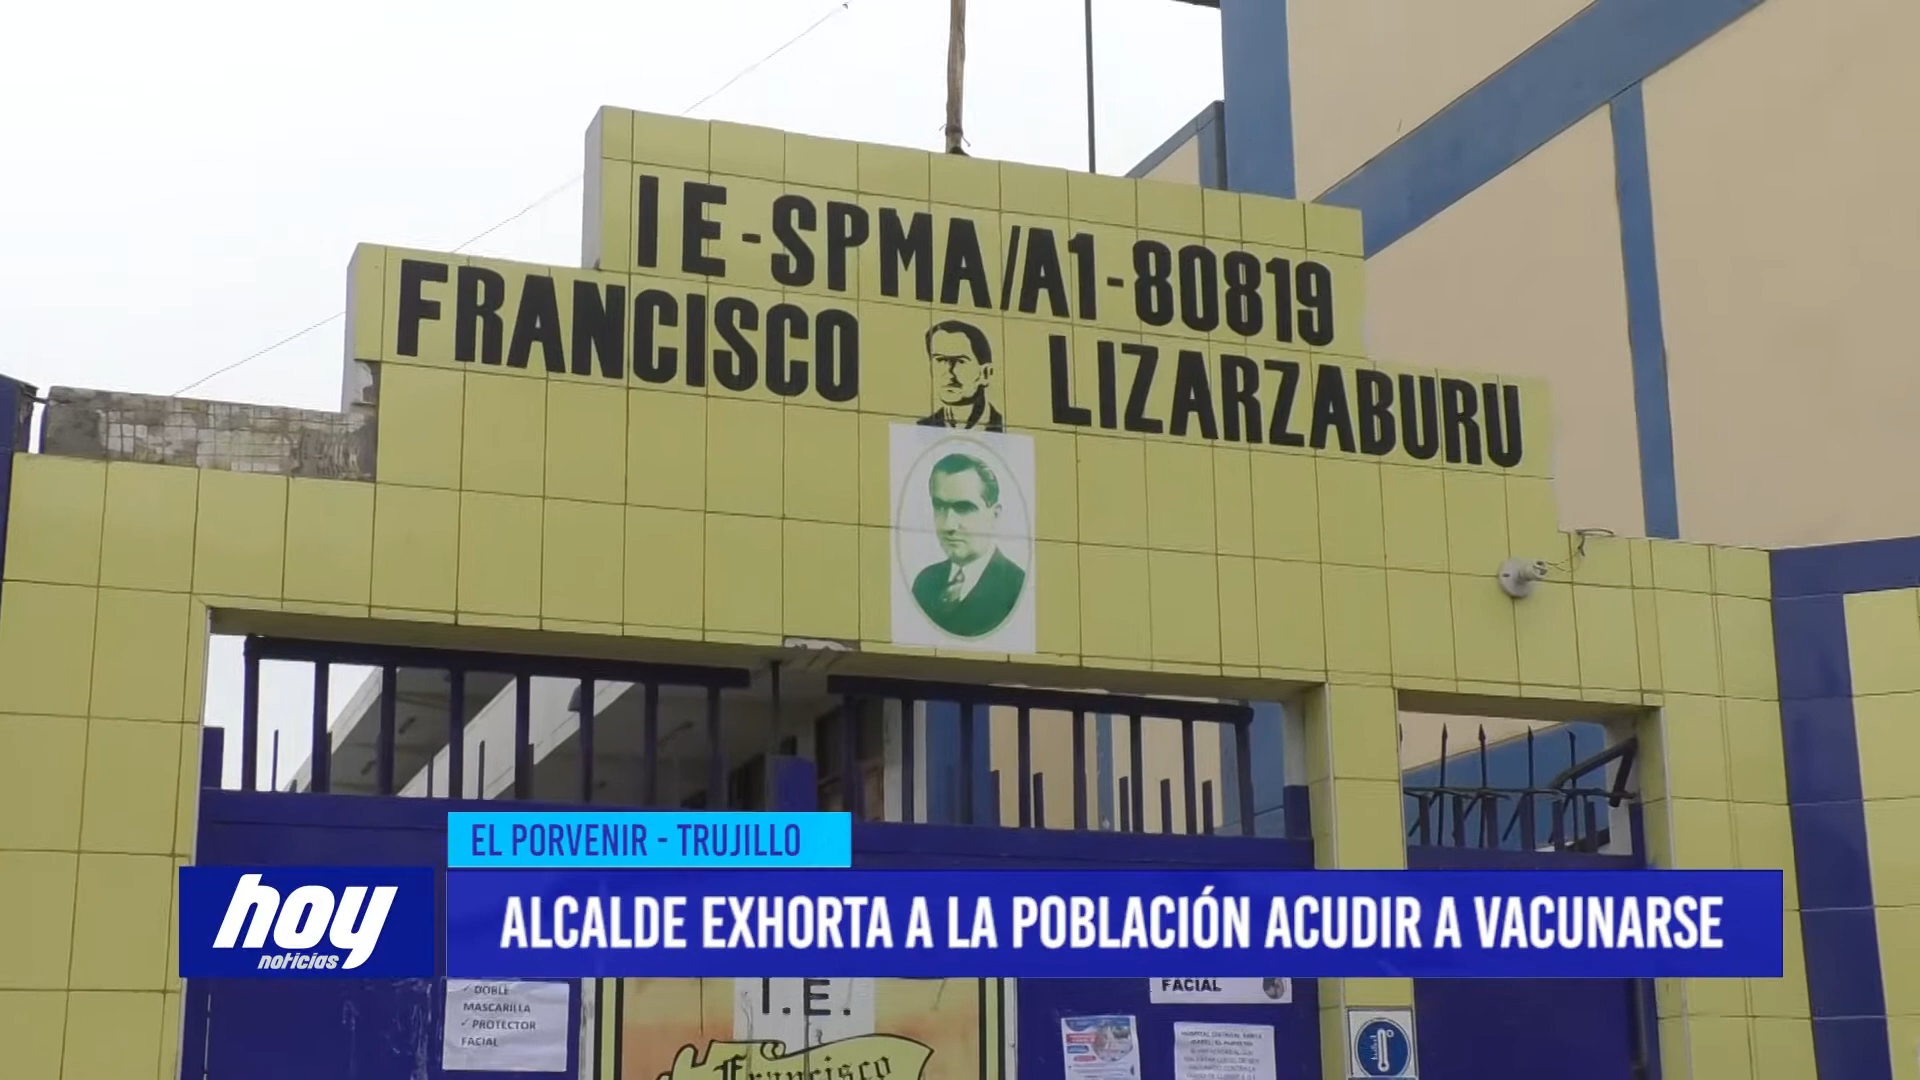 IE-SPMA/A1-80819
FRANCISCO LIZARZABURU
EL PORVENIR - TRUJILLO
hoy
noticias
ALCALDE EXHORTA A LA POBLACIÓN ACUDIR A VACUNARSE
✓ DOBLE
MASCARILLA
✓ PROTECTOR
FACIAL
I.E.
Francisco
FACIAL